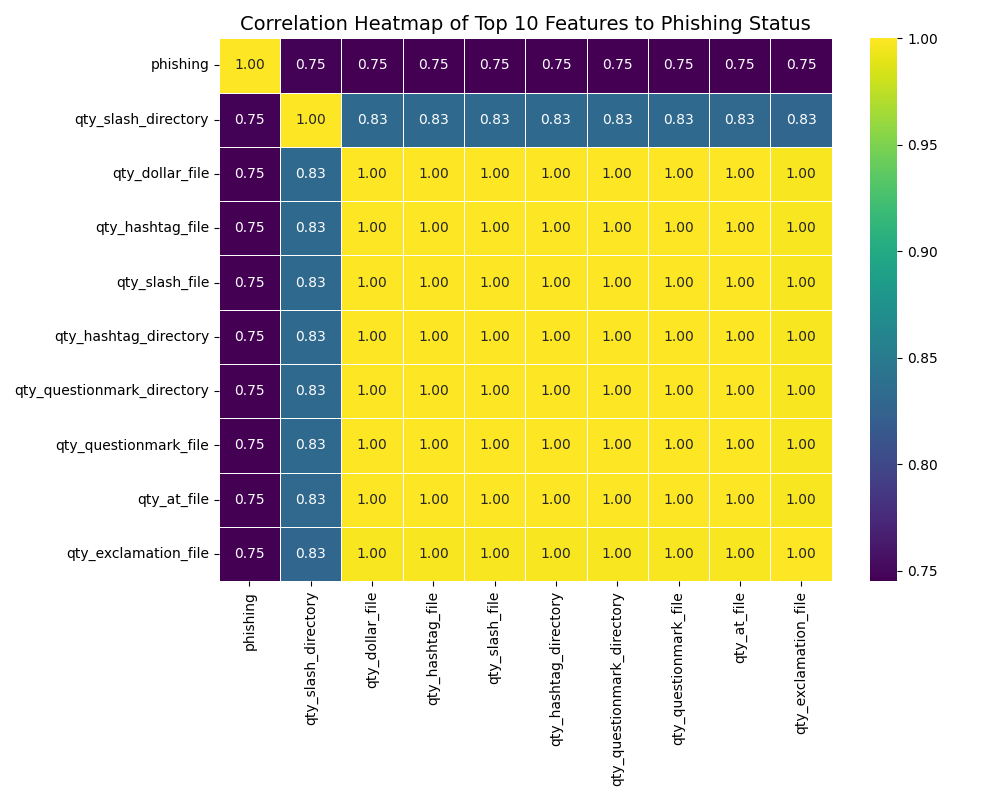 Correlation Heatmap of Top 10 Features to Phishing Status
phishing 1.00 0.75 0.75 0.75 0.75 0.75 0.75 0.75 0.75 0.75
qty_slash_directory 0.75 1.00 0.83 0.83 0.83 0.83 0.83 0.83 0.83 0.83
qty_dollar_file 0.75 0.83 1.00 1.00 1.00 1.00 1.00 1.00 1.00 1.00
qty_hashtag_file 0.75 0.83 1.00 1.00 1.00 1.00 1.00 1.00 1.00 1.00
qty_slash_file 0.75 0.83 1.00 1.00 1.00 1.00 1.00 1.00 1.00 1.00
qty_hashtag_directory 0.75 0.83 1.00 1.00 1.00 1.00 1.00 1.00 1.00 1.00
qty_questionmark_directory 0.75 0.83 1.00 1.00 1.00 1.00 1.00 1.00 1.00 1.00
qty_questionmark_file 0.75 0.83 1.00 1.00 1.00 1.00 1.00 1.00 1.00 1.00
qty_at_file 0.75 0.83 1.00 1.00 1.00 1.00 1.00 1.00 1.00 1.00
qty_exclamation_file 0.75 0.83 1.00 1.00 1.00 1.00 1.00 1.00 1.00 1.00
phishing
qty_slash_directory
qty_dollar_file
qty_hashtag_file
qty_slash_file
qty_hashtag_directory
qty_questionmark_directory
qty_questionmark_file
qty_at_file
qty_exclamation_file
1.00
0.95
0.90
0.85
0.80
0.75